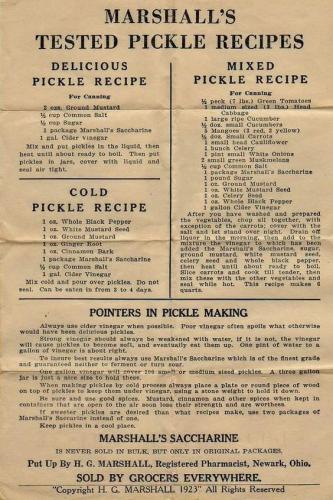 MARSHALL'S
TESTED PICKLE RECIPES
DELICIOUS
PICKLE RECIPE
For Canning
2 ozs. Ground Mustard
½ cup Common Salt
½ cup Sugar
1 package Marshall's Saccharine
1 gal. Cider Vinegar
Mix and put pickles in the liquid, then
heat until about ready to boil. Then put
pickles in jars, cover with liquid and
seal air tight.
COLD
PICKLE RECIPE
1 oz. Whole Black Pepper
1 oz. White Mustard Seed
1 oz. Ground Mustard
1 oz. Ginger Root
1 oz. Cinnamon Bark
1 package Marshall's Saccharine
½ cup Common Salt
1 gal. Cider Vinegar
Mix cold and pour over pickles. Do not
seal. Can be eaten in from 2 to 4 days.
MIXED
PICKLE RECIPE
For Canning
½ peck (7 lbs.) Green Tomatoes
1 medium sized (3 lbs.) Head
Cabbage
1 large ripe Cucumber
½ doz. small Cucumbers
5 Mangoes (3 red, 2 yellow)
½ doz. Small Carrots
1 small head Cauliflower
1 bunch Celery
1 pint small White Onions
2 small green Muskmelons
½ cup Common Salt
1 package Marshall's Saccharine
1 pound Sugar
1 oz. Ground Mustard
1 oz. White Mustard Seed
1 oz. Celery Seed
1 oz. Whole Black Pepper
1 gallon Cider Vinegar
After you have washed and prepared
the vegetables, chop all together, with
exception of the carrots; cover with the
salt and let stand over night. Drain off
liquor in the morning, then add to the
mixture the Vinegar to which has been
added the Marshall's Saccharine, sugar,
ground mustard, white mustard seed,
celery seed and whole black pepper,
then heat until about ready to boil.
Slice carrots and cook till tender, then
mix these with the other vegetables and
seal while hot. This recipe makes 6
quarts.
POINTERS IN PICKLE MAKING
Always use cider vinegar when possible. Poor vinegar often spoils what otherwise
would have been delicious pickles.
Strong vinegar should always be weakened with water, if it is not, the vinegar
will cause pickles to become soft, and eventually eat them up. One pint of water to a
gallon of vinegar is about right.
To insure best results always use Marshall's Saccharine which is of the finest grade
and guaranteed neither to ferment or turn sour.
One gallon vinegar will cover 100 small or medium sized pickles. A three gallon
jar is just a nice size to hold them.
When making pickles by cold process always place a plate or round piece of wood
on top of pickles to keep them under vinegar, using a stone weight to hold it down.
Be sure and use good spices. Mustard, cinnamon and other spices when kept in
containers that are open to the air soon lose their strength and are worthless.
If sweeter pickles are desired than what recipes make, use two packages of
Marshall's Saccharine instead of one.
Keep pickles in a cool place.
MARSHALL'S SACCHARINE
IS NEVER SOLD IN BULK, BUT ONLY IN ORIGINAL PACKAGES.
Put Up By H. G. MARSHALL, Registered Pharmacist, Newark, Ohio.
SOLD BY GROCERS EVERYWHERE.
"Copyright H. G. MARSHALL 1923" All Rights Reserved